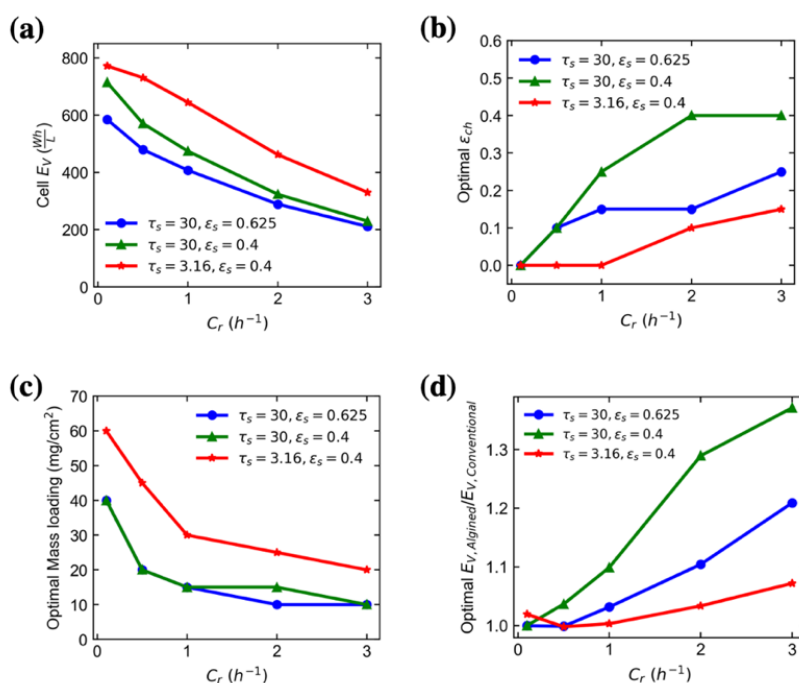 (a)
800
600
400
200
0
Cell E_V (Wh/L)
τ_s = 30, ε_s = 0.625
τ_s = 30, ε_s = 0.4
τ_s = 3.16, ε_s = 0.4
0 1 2 3
C_r (h⁻¹)
(b)
0.6
0.5
0.4
0.3
0.2
0.1
0.0
Optimal ε_ch
τ_s = 30, ε_s = 0.625
τ_s = 30, ε_s = 0.4
τ_s = 3.16, ε_s = 0.4
0 1 2 3
C_r (h⁻¹)
(c)
70
60
50
40
30
20
10
0
Optimal Mass loading (mg/cm²)
τ_s = 30, ε_s = 0.625
τ_s = 30, ε_s = 0.4
τ_s = 3.16, ε_s = 0.4
0 1 2 3
C_r (h⁻¹)
(d)
1.3
1.2
1.1
1.0
Optimal E_V,Algined/E_V,Conventional
τ_s = 30, ε_s = 0.625
τ_s = 30, ε_s = 0.4
τ_s = 3.16, ε_s = 0.4
0 1 2 3
C_r (h⁻¹)